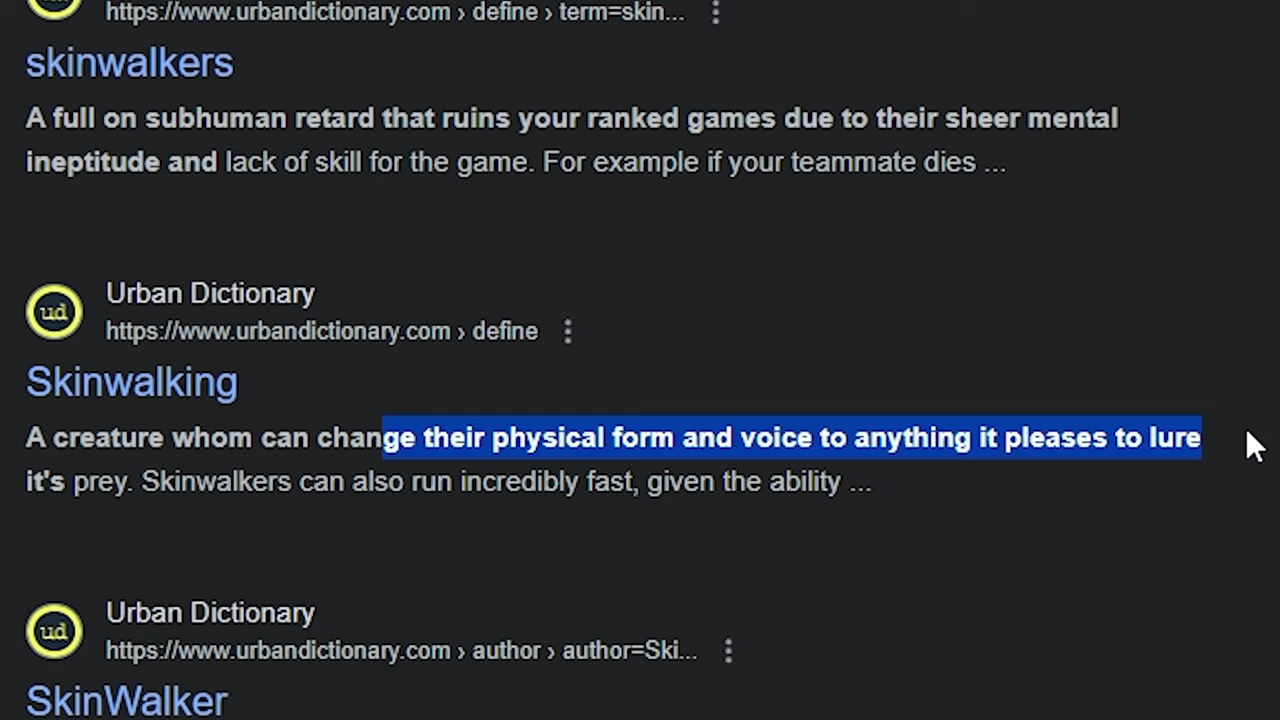 https://www.urbandictionary.com › define › term=skin...
skinwalkers
A full on subhuman retard that ruins your ranked games due to their sheer mental
ineptitude and lack of skill for the game. For example if your teammate dies ...
ud
Urban Dictionary
https://www.urbandictionary.com › define
Skinwalking
A creature whom can change their physical form and voice to anything it pleases to lure
it's prey. Skinwalkers can also run incredibly fast, given the ability ...
ud
Urban Dictionary
https://www.urbandictionary.com › author › author=Ski...
SkinWalker